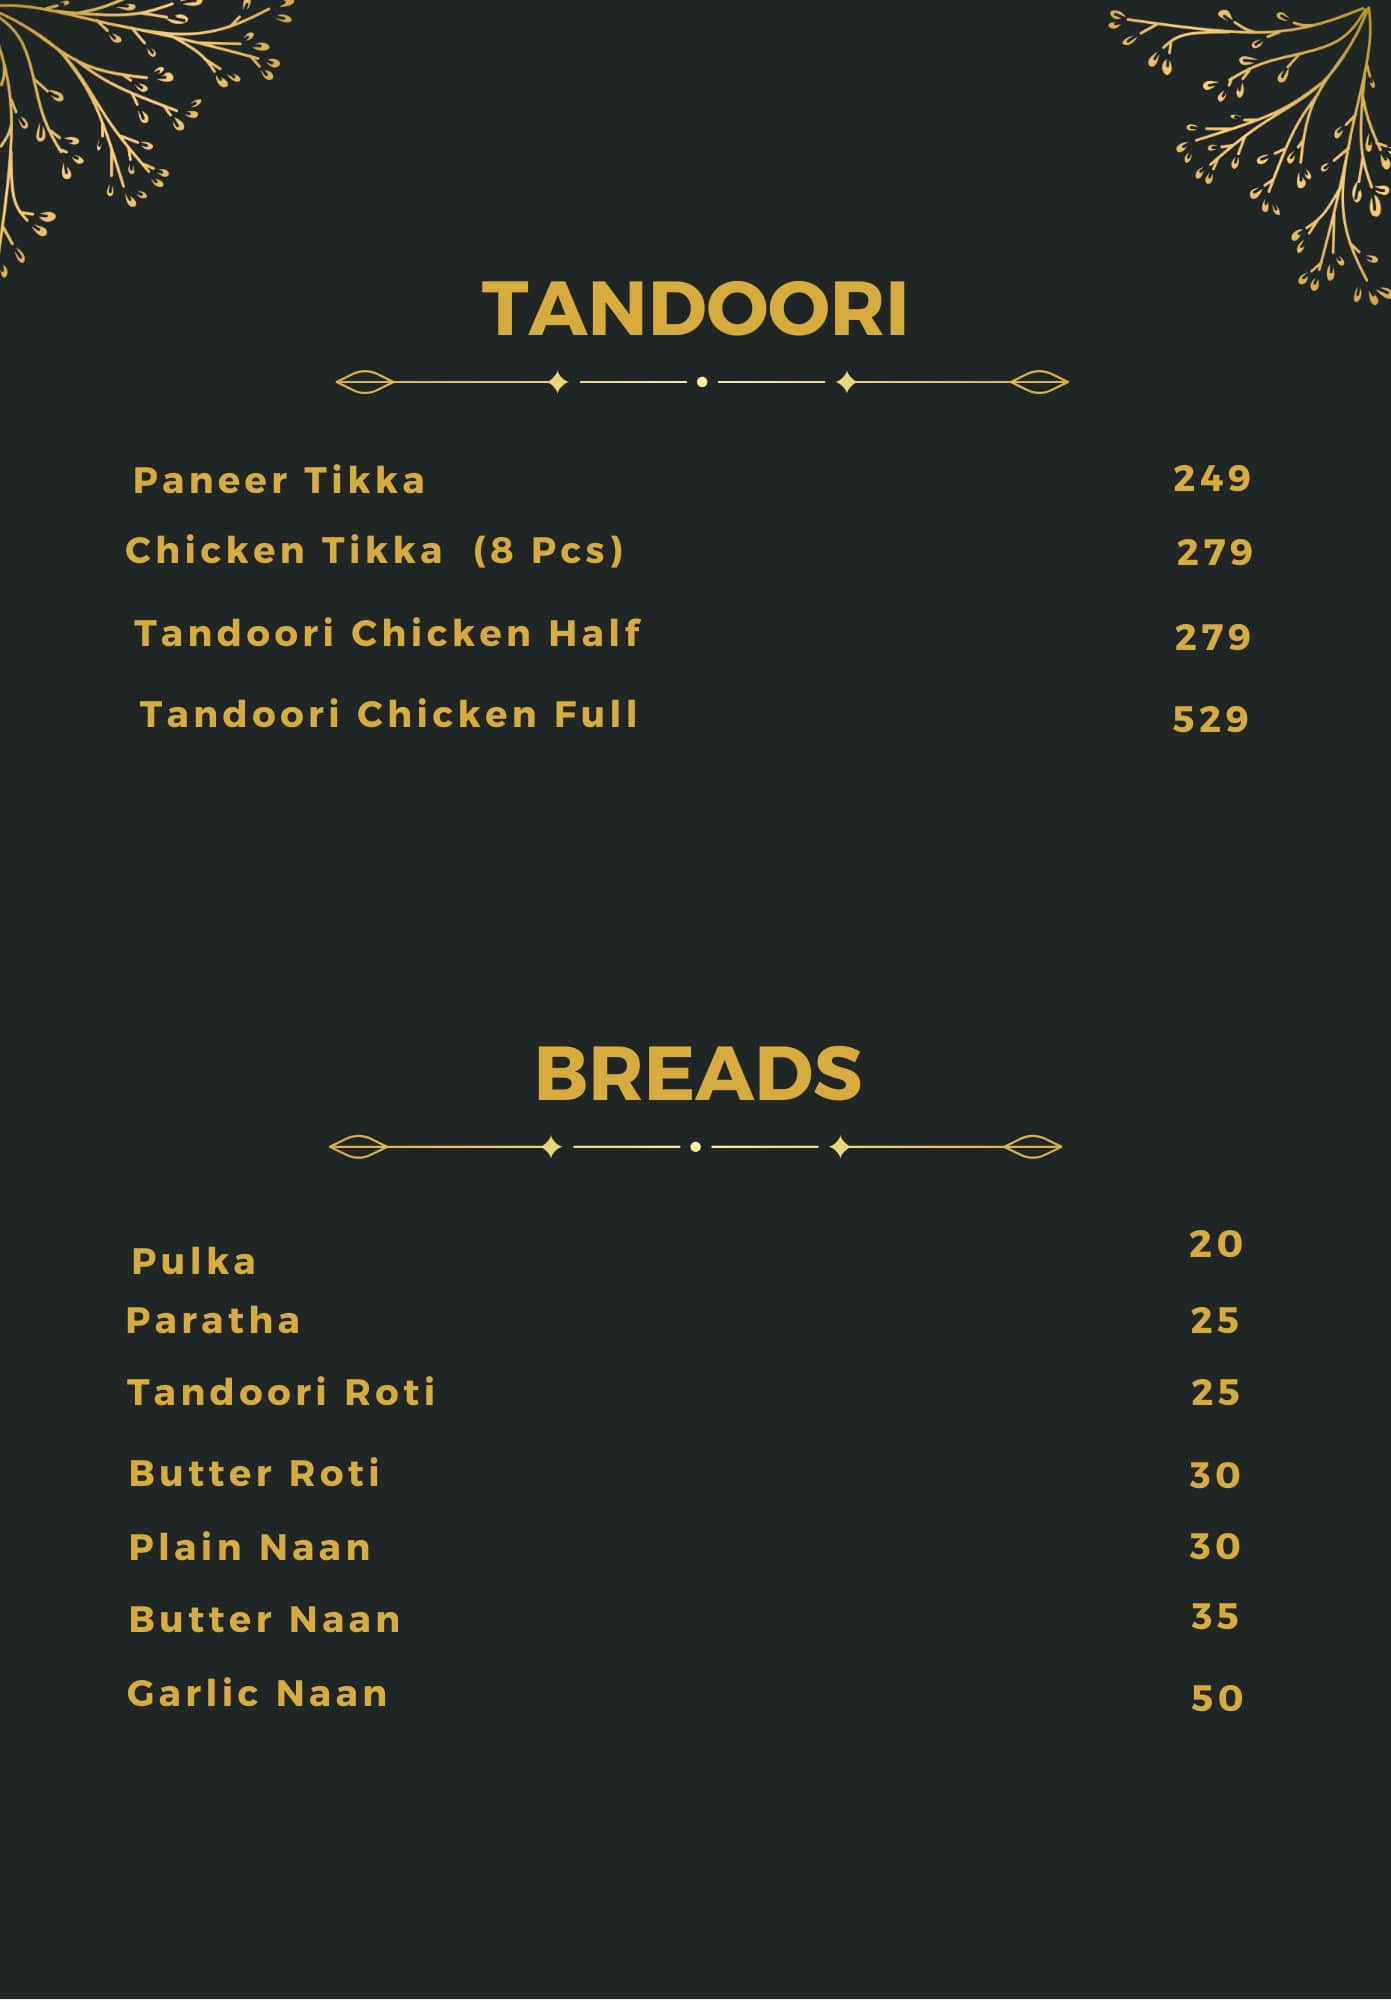 TANDOORI
Paneer Tikka 249
Chicken Tikka (8 Pcs) 279
Tandoori Chicken Half 279
Tandoori Chicken Full 529
BREADS
Pulka 20
Paratha 25
Tandoori Roti 25
Butter Roti 30
Plain Naan 30
Butter Naan 35
Garlic Naan 50